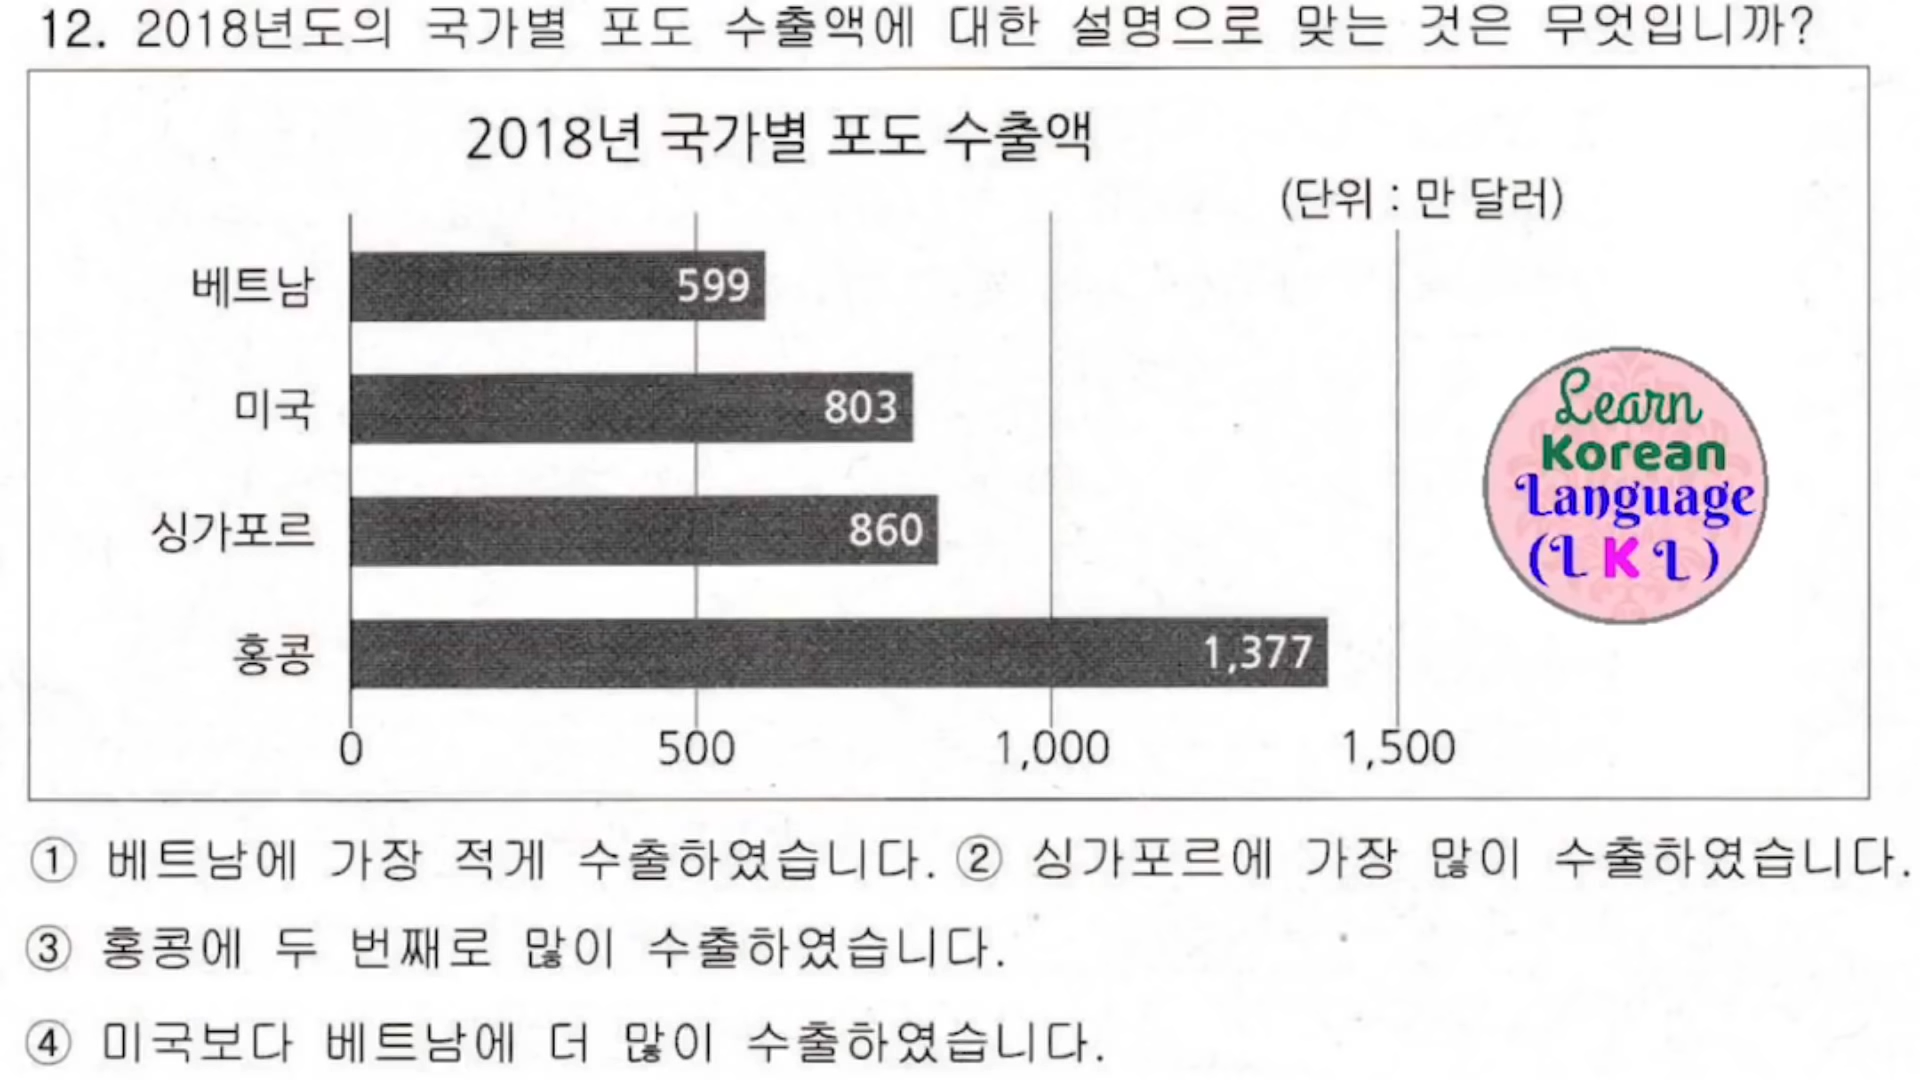 12. 2018년도의 국가별 포도 수출액에 대한 설명으로 맞는 것은 무엇입니까?
2018년 국가별 포도 수출액
(단위 : 만 달러)
베트남 599
미국 803
싱가포르 860
홍콩 1,377
0 500 1,000 1,500
Learn
Korean
Language
(L K L)
① 베트남에 가장 적게 수출하였습니다. ② 싱가포르에 가장 많이 수출하였습니다.
③ 홍콩에 두 번째로 많이 수출하였습니다.
④ 미국보다 베트남에 더 많이 수출하였습니다.